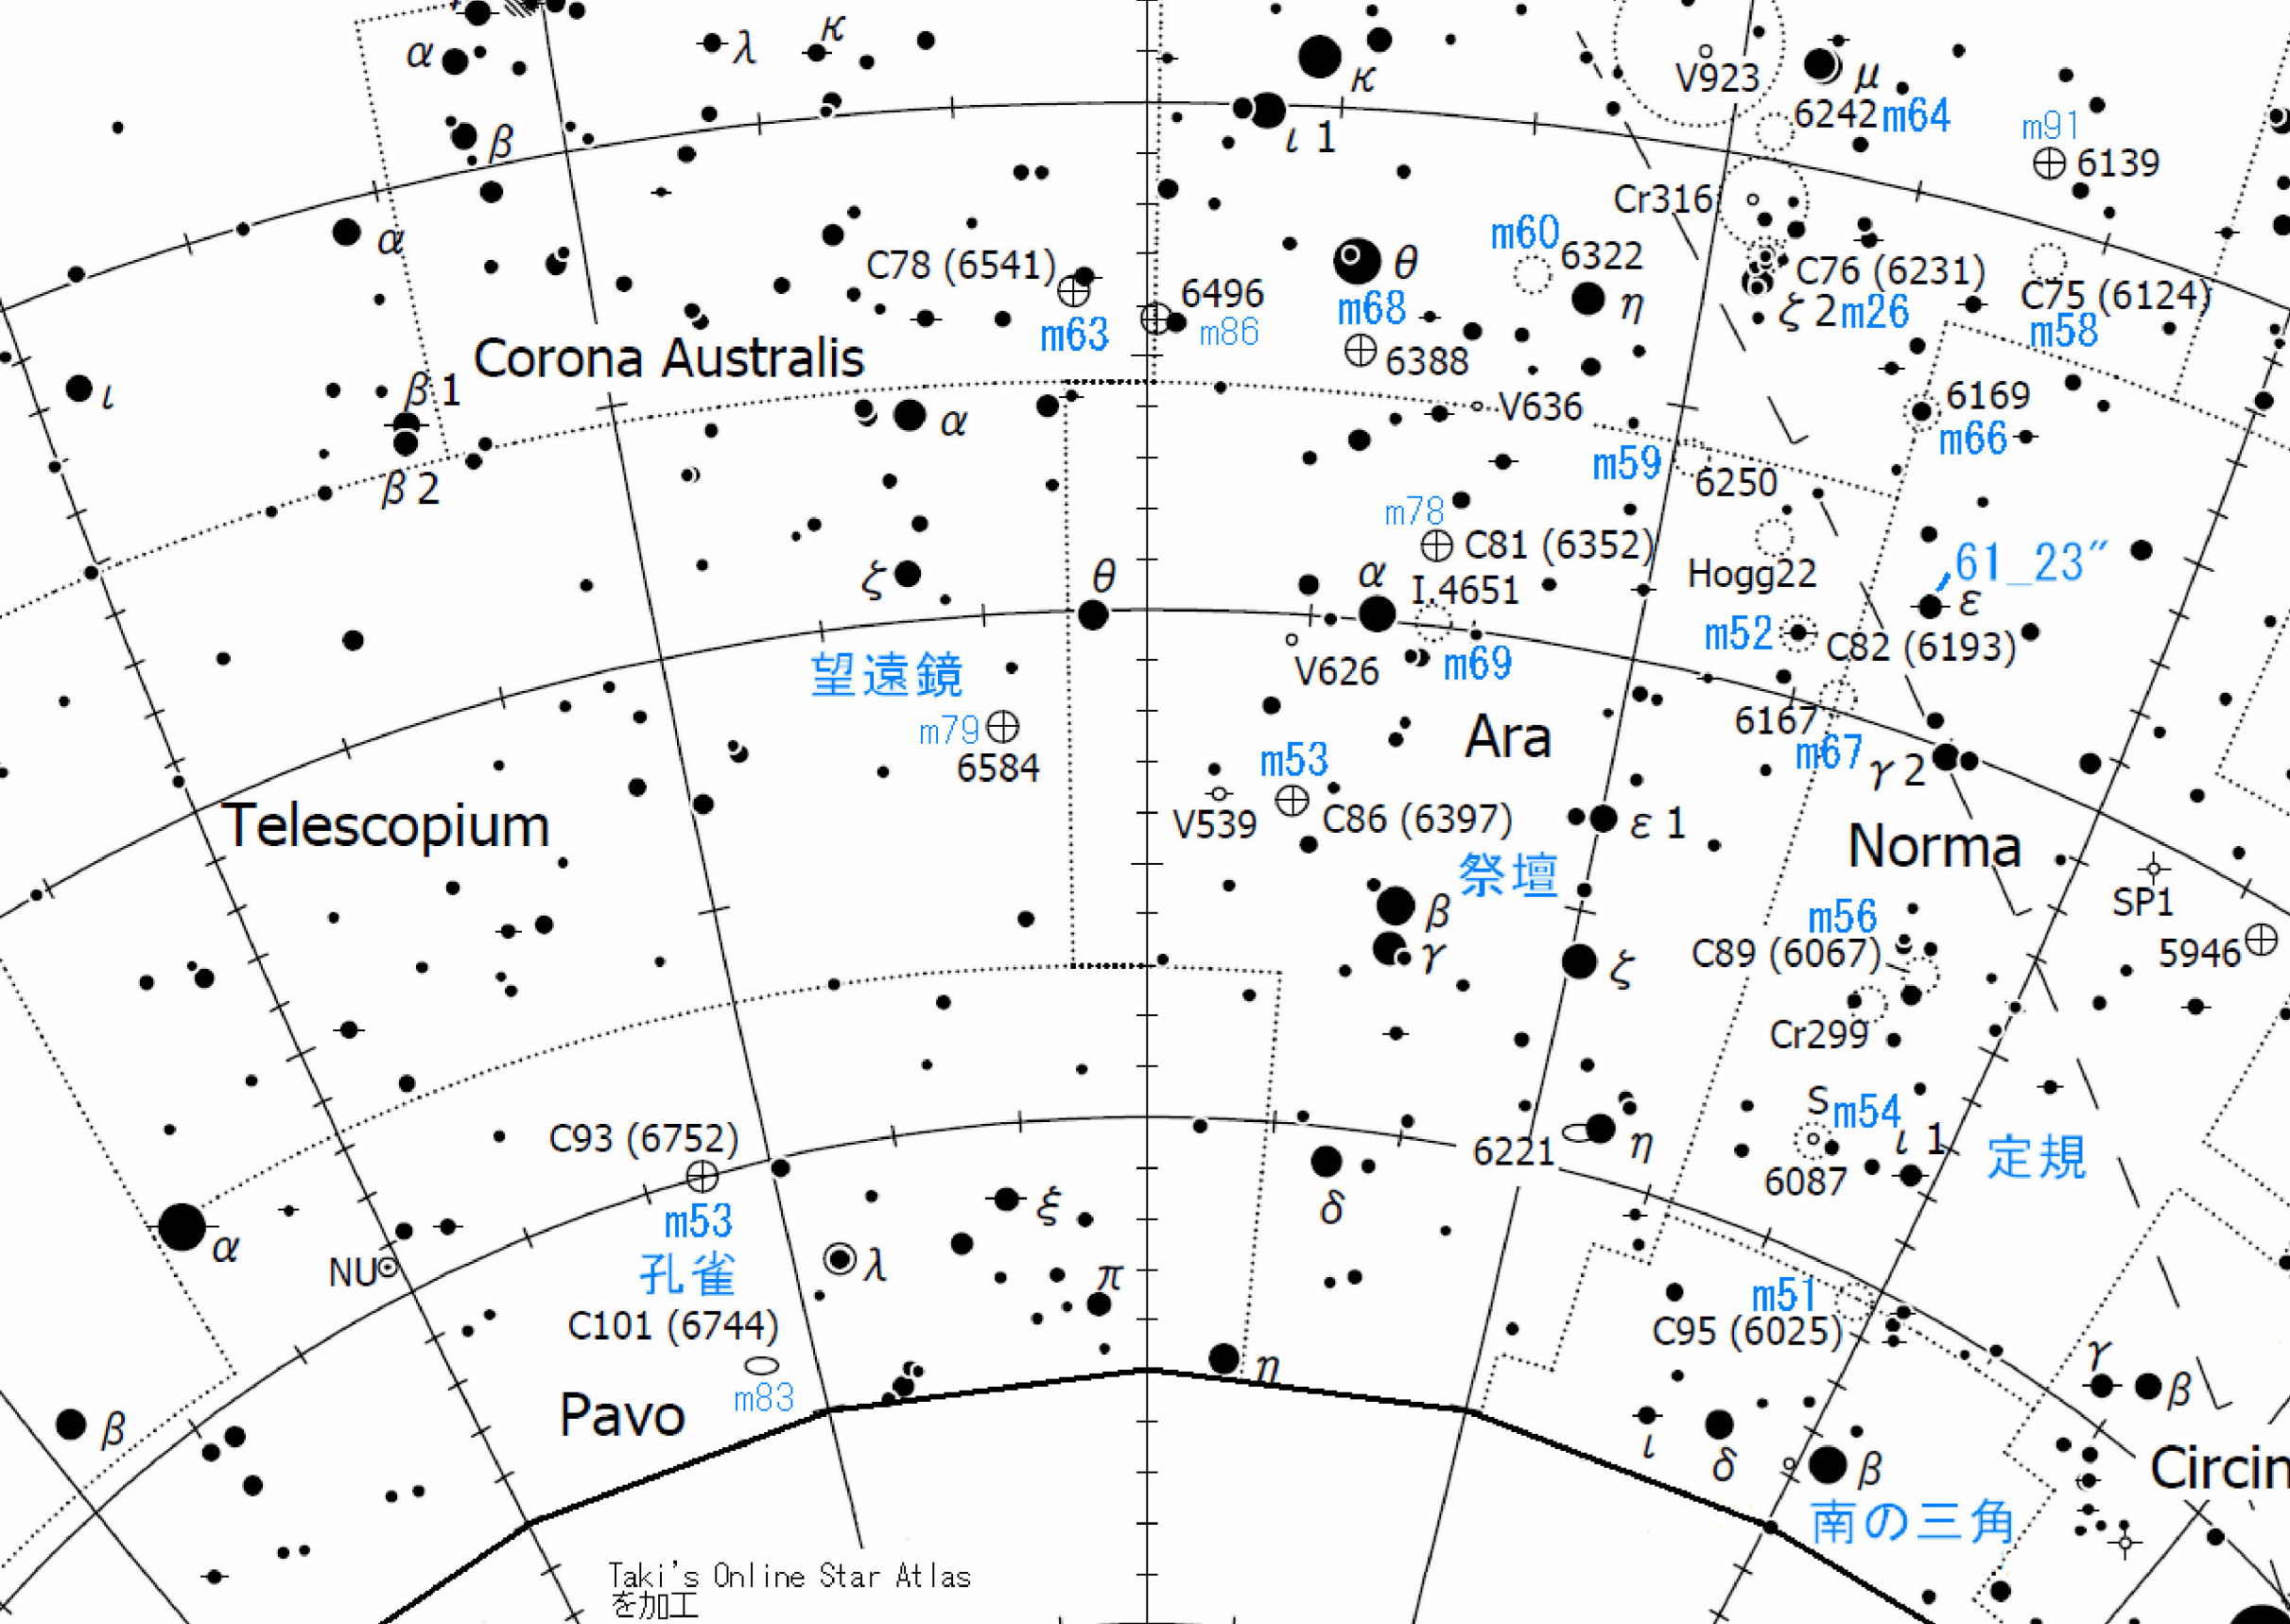 α
λ
κ
κ
V923
μ
6242
m64
m91
6139
β
ι 1
Cr316
α
C78 (6541)
m63
6496
m86
θ
m68
6388
m60
6322
η
C76 (6231)
ζ 2
m26
C75 (6124)
m58
Corona Australis
ι
β 1
β 2
α
V636
6169
m66
m59
6250
m78
C81 (6352)
Hogg22
61_23″
ε
ζ
θ
α
I.4651
m52
C82 (6193)
望遠鏡
V626
m69
m79
6584
Ara
6167
m67
γ 2
m53
V539
C86 (6397)
ε 1
Telescopium
Norma
祭壇
SP1
β
m56
γ
ζ
C89 (6067)
5946
Cr299
S
m54
C93 (6752)
6221
η
ι 1
定規
6087
m53
ξ
δ
α
NU
孔雀
λ
π
m51
C95 (6025)
C101 (6744)
m83
η
γ
β
Pavo
β
ι
δ
β
Circin
南の三角
Taki's Online Star Atlas
を加工